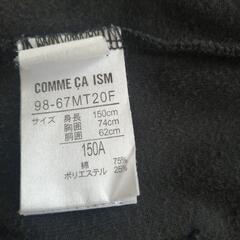 COMME ÇA ISM
98-67MT20F
サイズ 身長 150cm
胸囲 74cm
胴囲 62cm
150A
綿 75%
ポリエステル 25%